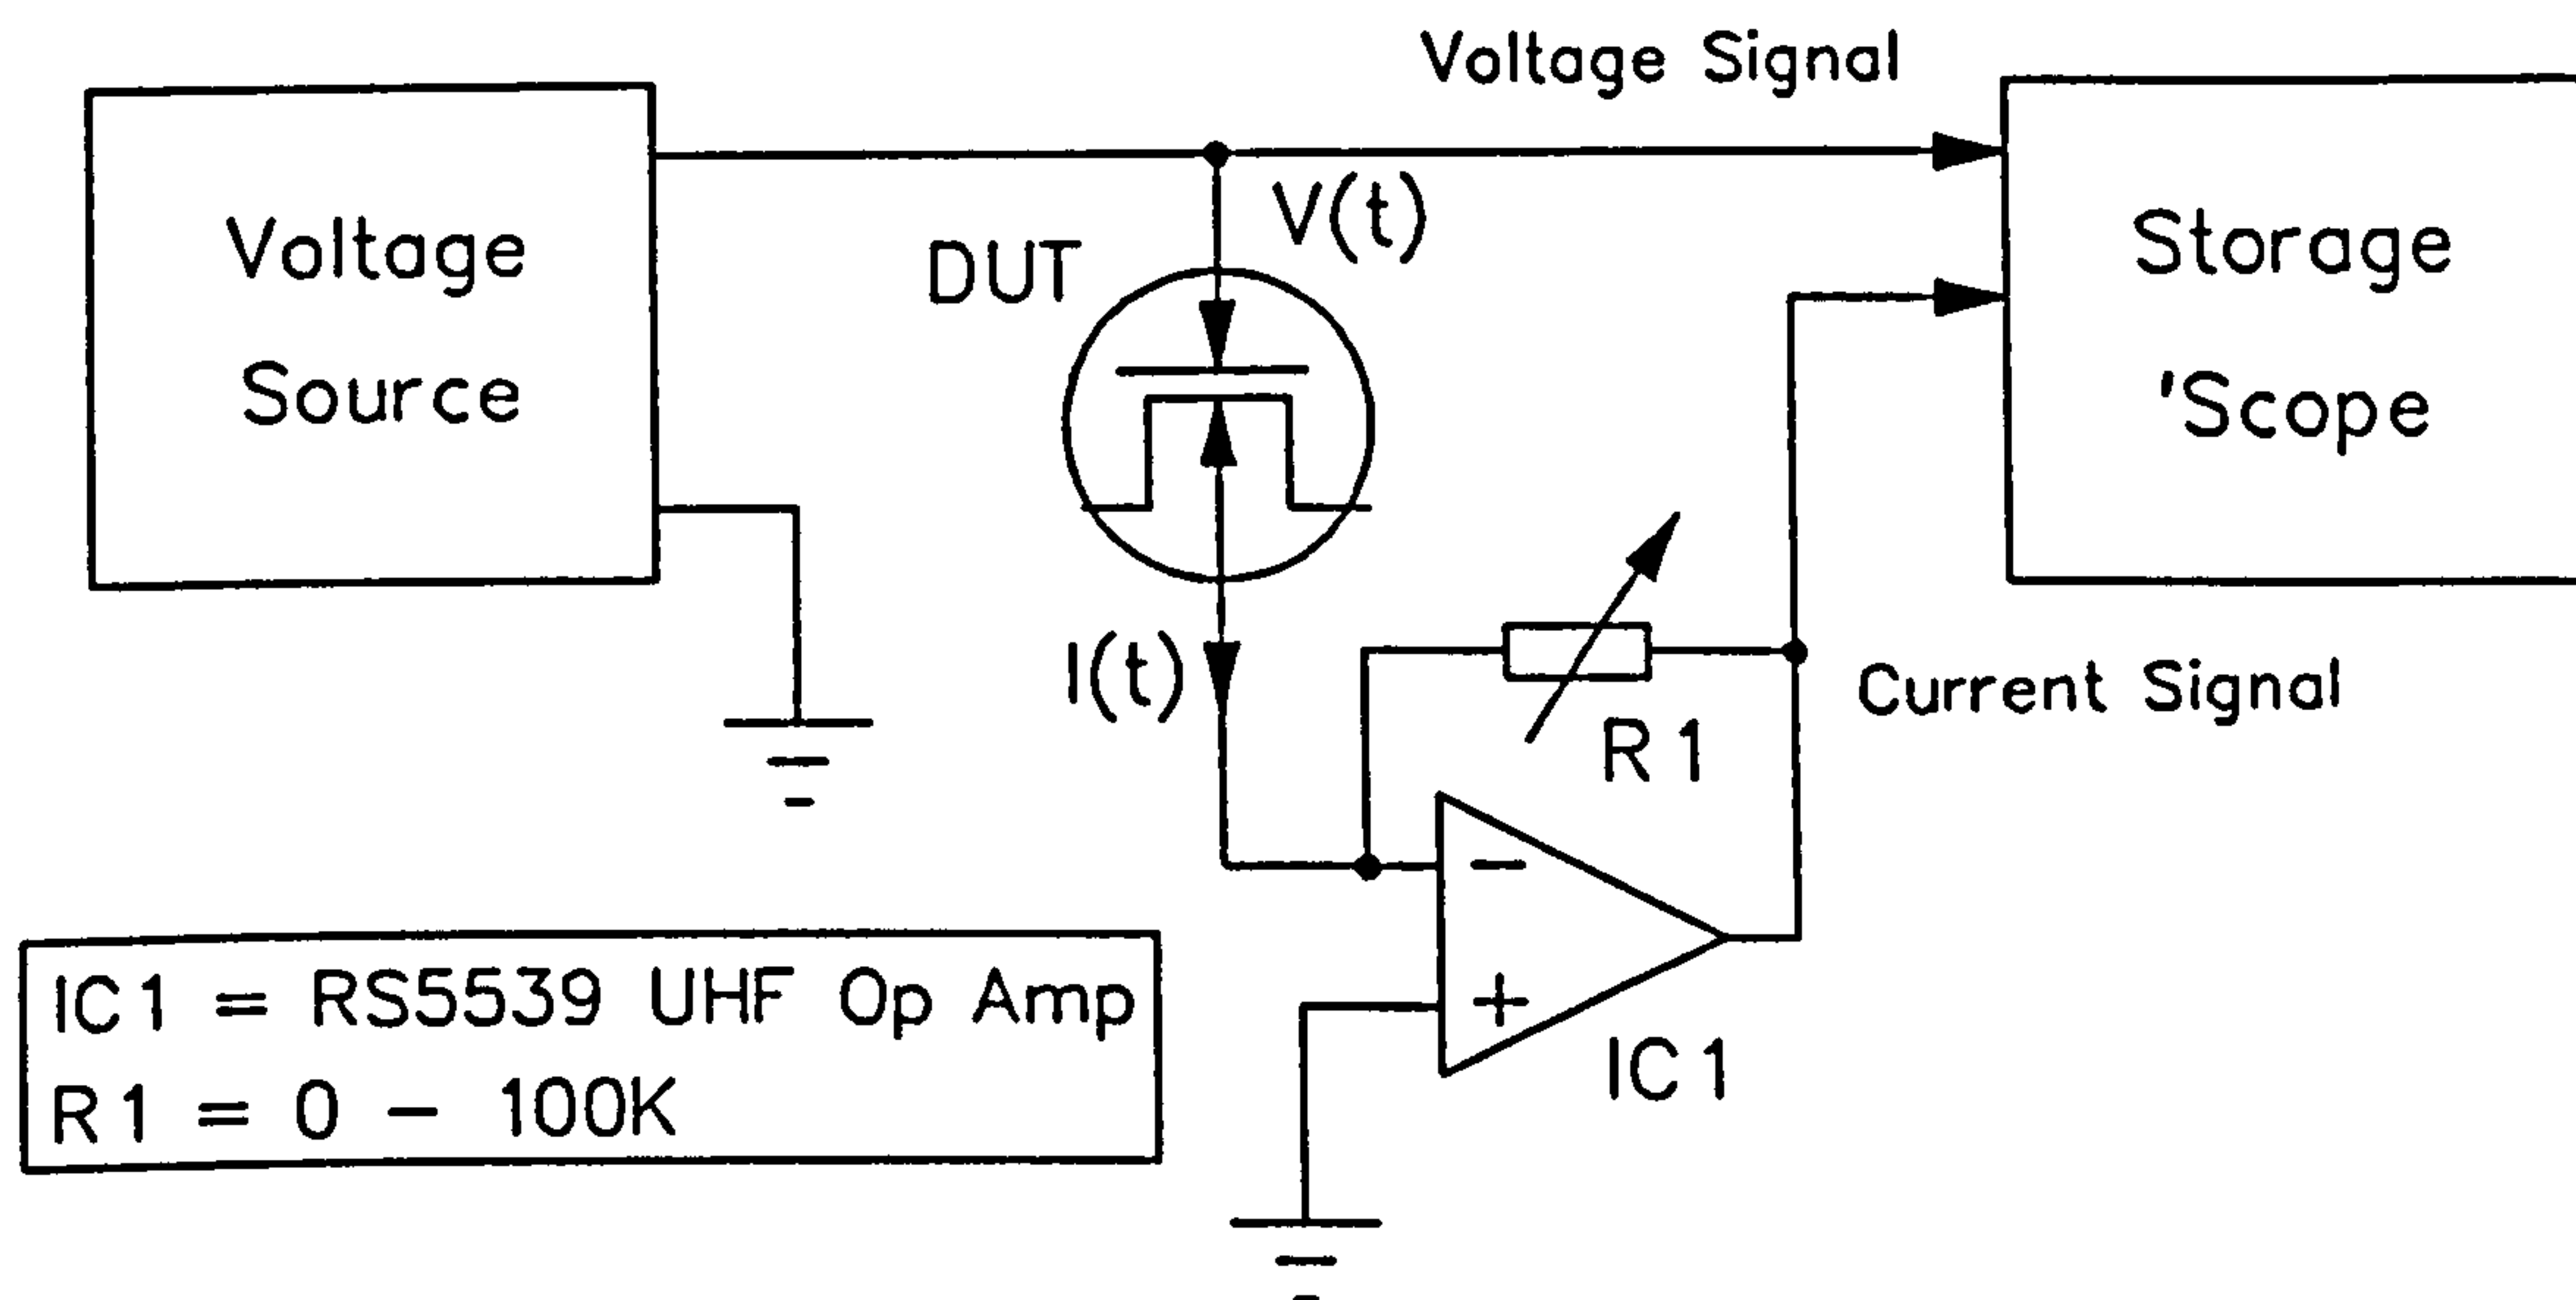 Voltage Signal
Voltage
Source
DUT
V(t)
Storage
'Scope
I(t)
R1
Current Signal
-
+
IC1
IC1 = RS5539 UHF Op Amp
R1 = 0 - 100K